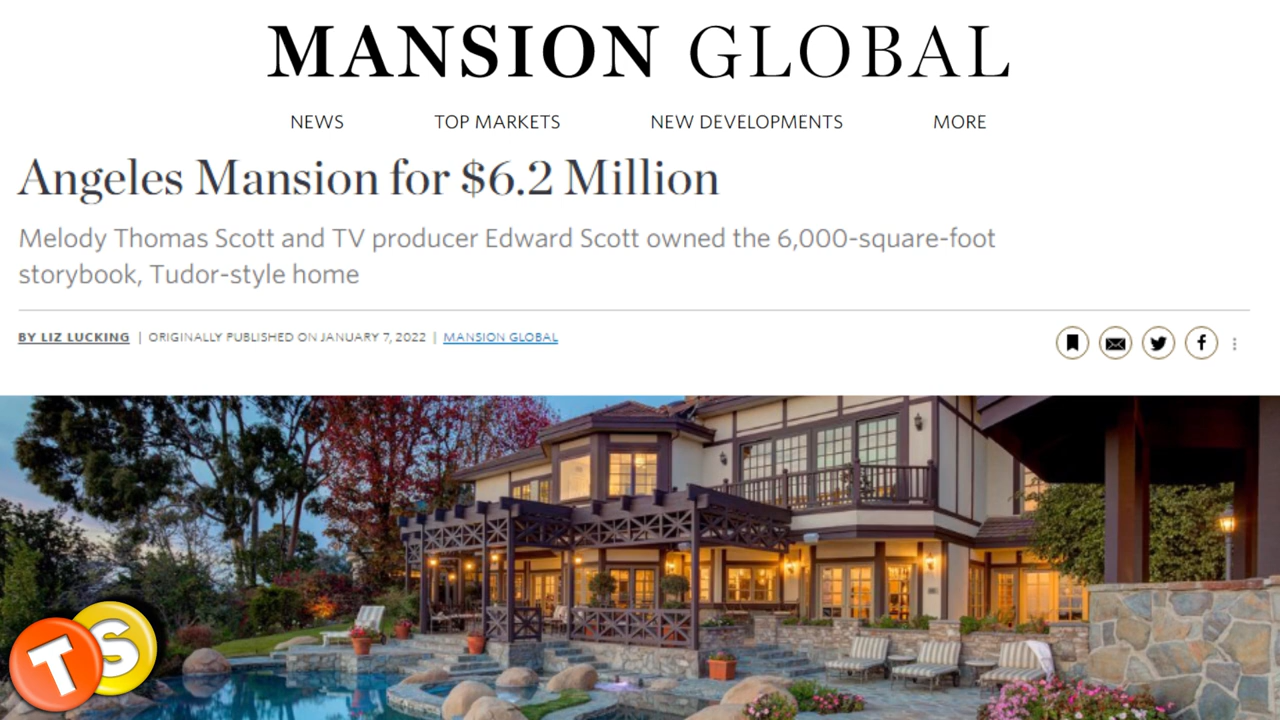 MANSION GLOBAL
NEWS TOP MARKETS NEW DEVELOPMENTS MORE
Angeles Mansion for $6.2 Million
Melody Thomas Scott and TV producer Edward Scott owned the 6,000-square-foot
storybook, Tudor-style home
BY LIZ LUCKING | ORIGINALLY PUBLISHED ON JANUARY 7, 2022 | MANSION GLOBAL
TS